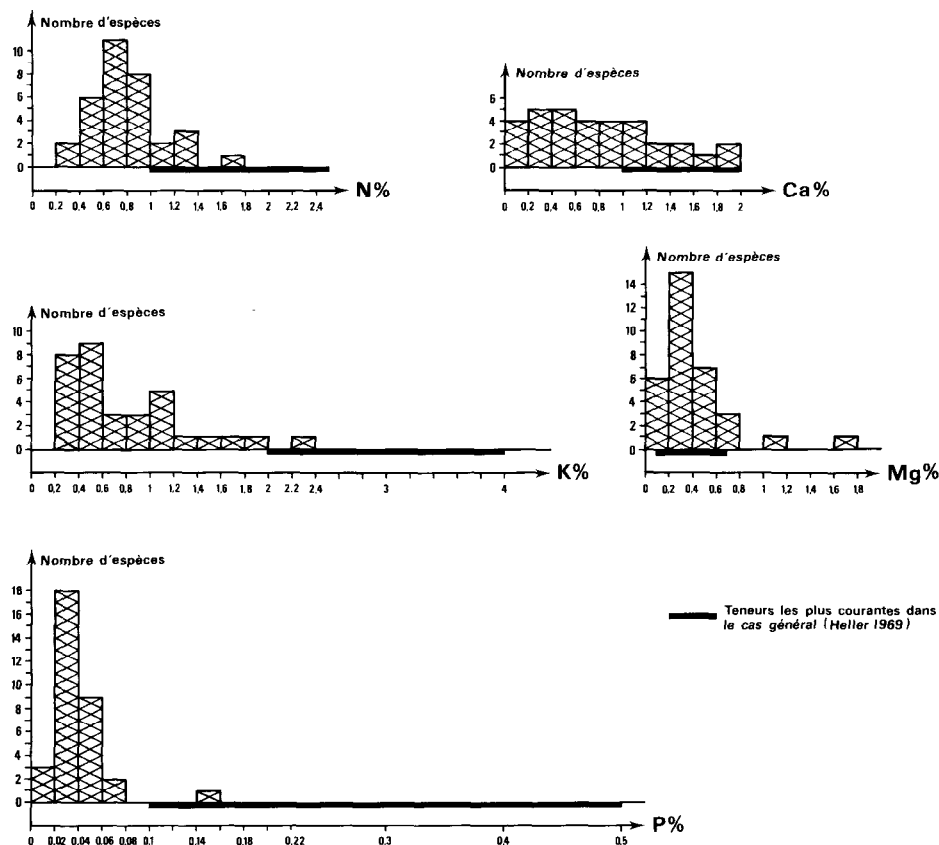 Nombre d'espèces
10
8
6
4
2
0
0 0,2 0,4 0,6 0,8 1 1,2 1,4 1,6 1,8 2 2,2 2,4 N%
Nombre d'espèces
6
4
2
0
0 0,2 0,4 0,6 0,8 1 1,2 1,4 1,6 1,8 2 Ca%
Nombre d'espèces
10
8
6
4
2
0
0 0,2 0,4 0,6 0,8 1 1,2 1,4 1,6 1,8 2 2.2 2,4 3 4 K%
Nombre d'espèces
14
12
10
8
6
4
2
0
0 0,2 0,4 0,6 0,8 1 1,2 1,4 1,6 1,8 Mg%
Nombre d'espèces
18
16
14
12
10
8
6
4
2
0
0 0.02 0.04 0.06 0.08 0.1 0.14 0.18 0.22 0.3 0.4 0.5 P%
Teneurs les plus courantes dans
le cas général (Heller 1969)